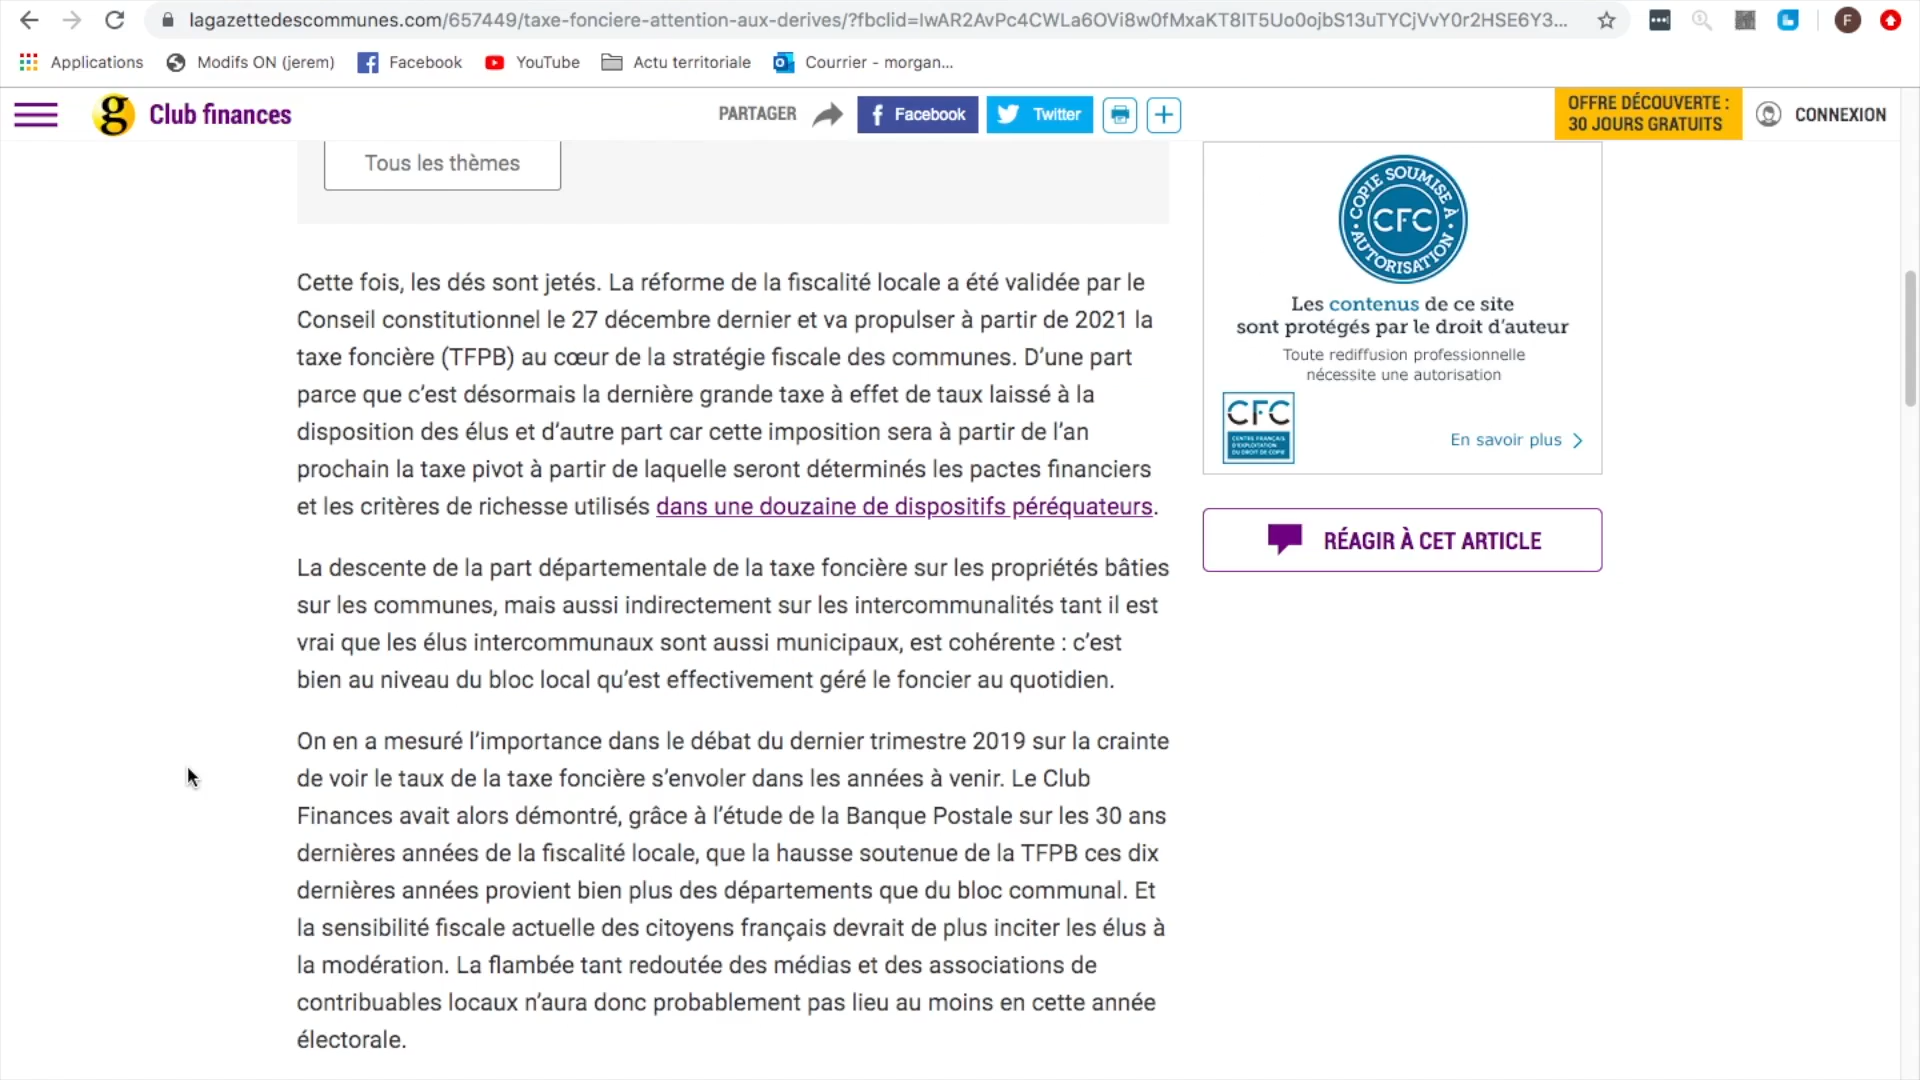 lagazettedescommunes.com/657449/taxe-fonciere-attention-aux-derives/?fbclid=IwAR2AvPc4CWLa6OVi8w0fMxaKT8IT5Uo0ojbS13uTYCjVvY0r2HSE6Y3...
F
Applications
Modifs ON (jerem)
Facebook
YouTube
Actu territoriale
Courrier - morgan...
g Club finances
PARTAGER
Facebook
Twitter
OFFRE DÉCOUVERTE :
30 JOURS GRATUITS
CONNEXION
Tous les thèmes
Cette fois, les dés sont jetés. La réforme de la fiscalité locale a été validée par le
Conseil constitutionnel le 27 décembre dernier et va propulser à partir de 2021 la
taxe foncière (TFPB) au cœur de la stratégie fiscale des communes. D’une part
parce que c’est désormais la dernière grande taxe à effet de taux laissé à la
disposition des élus et d’autre part car cette imposition sera à partir de l’an
prochain la taxe pivot à partir de laquelle seront déterminés les pactes financiers
et les critères de richesse utilisés dans une douzaine de dispositifs péréquateurs.
La descente de la part départementale de la taxe foncière sur les propriétés bâties
sur les communes, mais aussi indirectement sur les intercommunalités tant il est
vrai que les élus intercommunaux sont aussi municipaux, est cohérente : c’est
bien au niveau du bloc local qu’est effectivement géré le foncier au quotidien.
On en a mesuré l’importance dans le débat du dernier trimestre 2019 sur la crainte
de voir le taux de la taxe foncière s’envoler dans les années à venir. Le Club
Finances avait alors démontré, grâce à l’étude de la Banque Postale sur les 30 ans
dernières années de la fiscalité locale, que la hausse soutenue de la TFPB ces dix
dernières années provient bien plus des départements que du bloc communal. Et
la sensibilité fiscale actuelle des citoyens français devrait de plus inciter les élus à
la modération. La flambée tant redoutée des médias et des associations de
contribuables locaux n’aura donc probablement pas lieu au moins en cette année
électorale.
COPIE SOUMISE À
CFC
AUTORISATION
Les contenus de ce site
sont protégés par le droit d’auteur
Toute rediffusion professionnelle
nécessite une autorisation
CFC
CENTRE FRANÇAIS
D'EXPLOITATION
DU DROIT DE COPIE
En savoir plus
RÉAGIR À CET ARTICLE